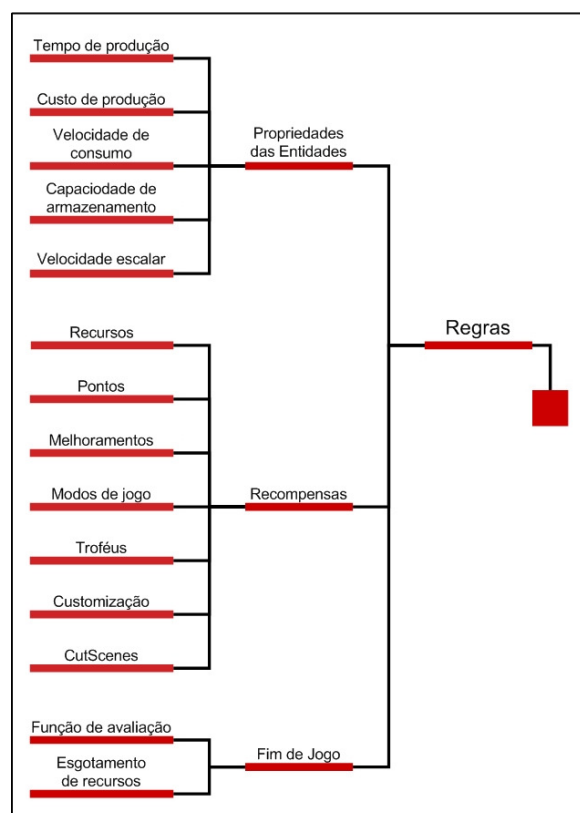 Tempo de produção
Custo de produção
Velocidade de
consumo
Capaciodade de
armazenamento
Velocidade escalar
Propriedades
das Entidades
Recursos
Pontos
Melhoramentos
Modos de jogo
Troféus
Customização
CutScenes
Recompensas
Função de avaliação
Esgotamento
de recursos
Fim de Jogo
Regras